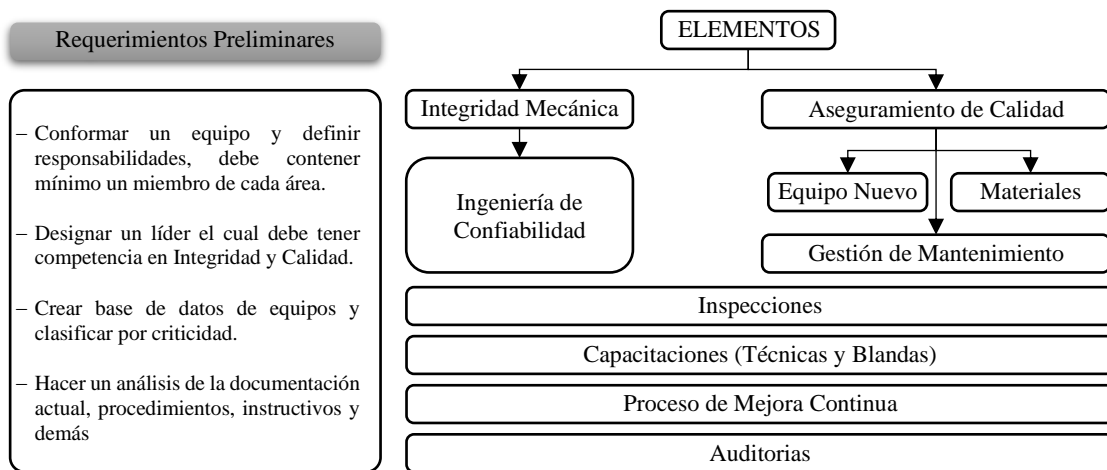 Requerimientos Preliminares
– Conformar un equipo y definir
responsabilidades, debe contener
mínimo un miembro de cada área.
– Designar un líder el cual debe tener
competencia en Integridad y Calidad.
– Crear base de datos de equipos y
clasificar por criticidad.
– Hacer un análisis de la documentación
actual, procedimientos, instructivos y
demás
ELEMENTOS
Integridad Mecánica
Aseguramiento de Calidad
Ingeniería de
Confiabilidad
Equipo Nuevo
Materiales
Gestión de Mantenimiento
Inspecciones
Capacitaciones (Técnicas y Blandas)
Proceso de Mejora Continua
Auditorias